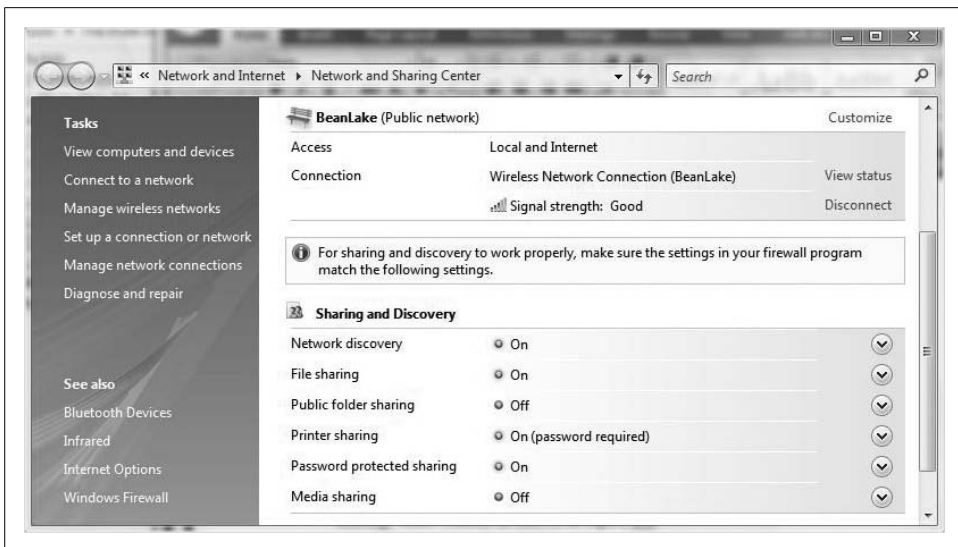 « Network and Internet ▸ Network and Sharing Center
Search
Tasks
View computers and devices
Connect to a network
Manage wireless networks
Set up a connection or network
Manage network connections
Diagnose and repair
See also
Bluetooth Devices
Infrared
Internet Options
Windows Firewall
BeanLake (Public network) Customize
Access Local and Internet
Connection Wireless Network Connection (BeanLake) View status
Signal strength: Good Disconnect
For sharing and discovery to work properly, make sure the settings in your firewall program
match the following settings.
Sharing and Discovery
Network discovery On
File sharing On
Public folder sharing Off
Printer sharing On (password required)
Password protected sharing On
Media sharing Off